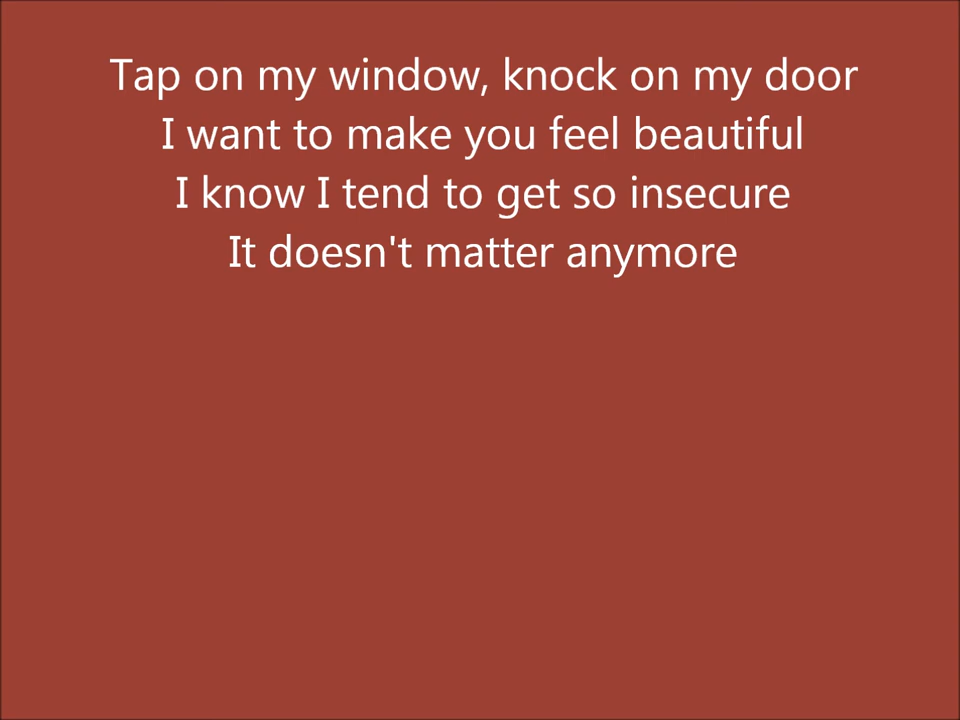 Tap on my window, knock on my door
I want to make you feel beautiful
I know I tend to get so insecure
It doesn't matter anymore